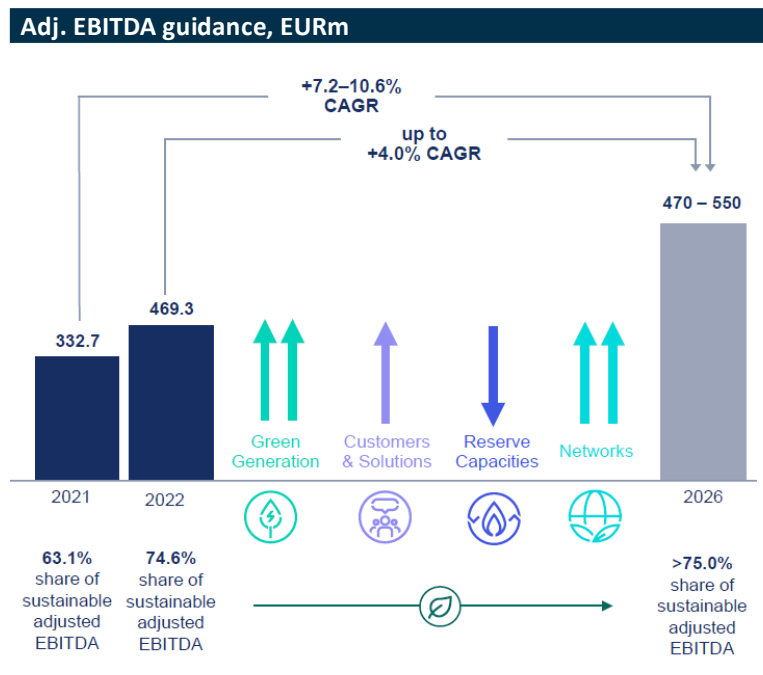 Adj. EBITDA guidance, EURm
+7.2–10.6%
CAGR
up to
+4.0% CAGR
470 – 550
469.3
332.7
Green
Generation
Customers
& Solutions
Reserve
Capacities
Networks
2021
2022
2026
63.1%
share of
sustainable
adjusted
EBITDA
74.6%
share of
sustainable
adjusted
EBITDA
>75.0%
share of
sustainable
adjusted
EBITDA